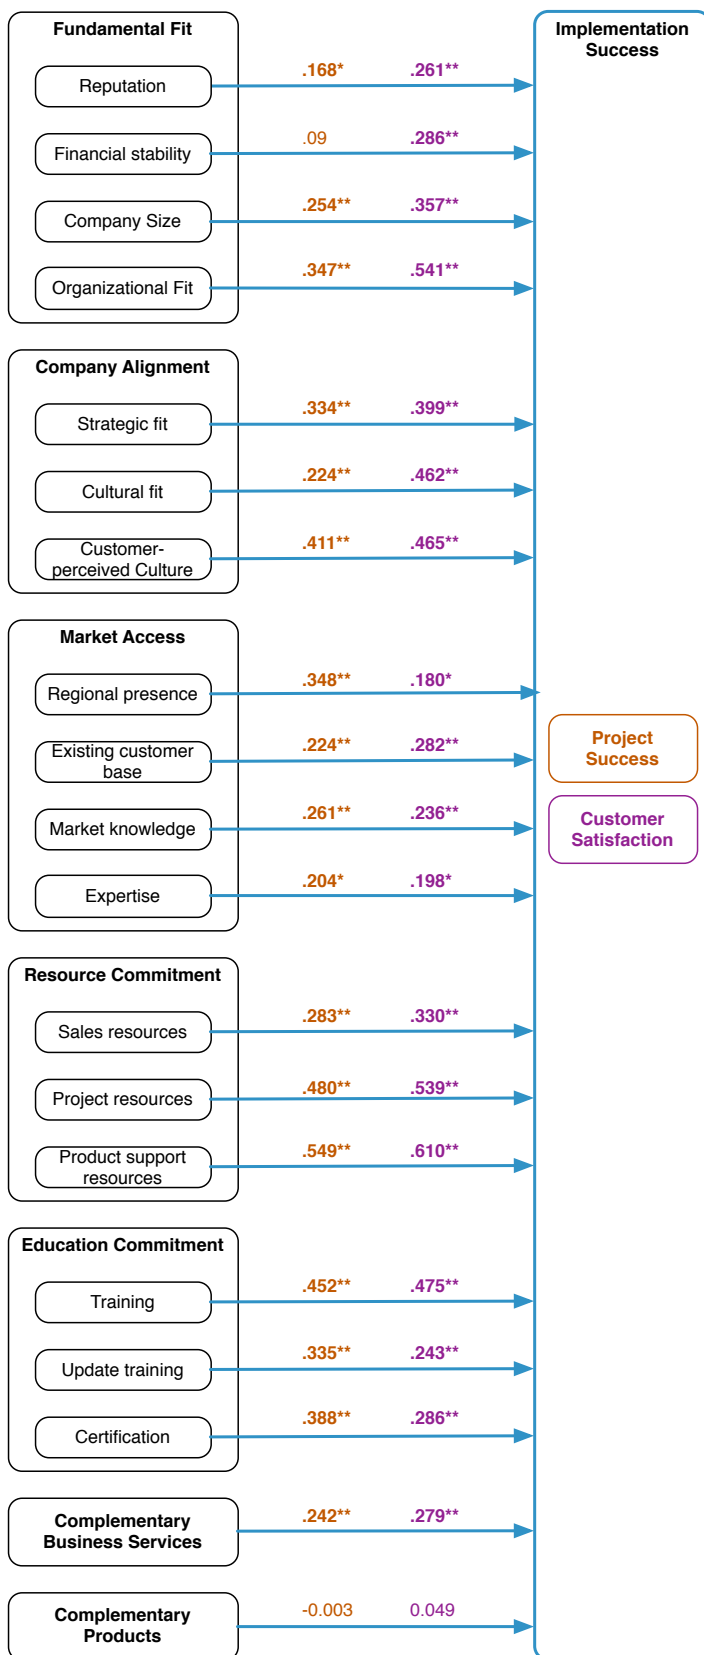 Fundamental Fit
Implementation
Success
Reputation
.168*
.261**
Financial stability
.09
.286**
Company Size
.254**
.357**
Organizational Fit
.347**
.541**
Company Alignment
Strategic fit
.334**
.399**
Cultural fit
.224**
.462**
Customer-
perceived Culture
.411**
.465**
Market Access
Regional presence
.348**
.180*
Existing customer
base
.224**
.282**
Project
Success
Market knowledge
.261**
.236**
Customer
Satisfaction
Expertise
.204*
.198*
Resource Commitment
Sales resources
.283**
.330**
Project resources
.480**
.539**
Product support
resources
.549**
.610**
Education Commitment
Training
.452**
.475**
Update training
.335**
.243**
Certification
.388**
.286**
Complementary
Business Services
.242**
.279**
Complementary
Products
-0.003
0.049